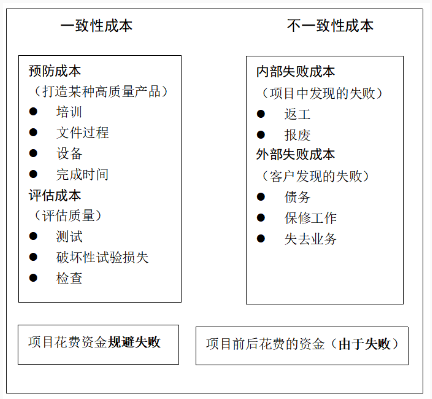 一致性成本
预防成本
（打造某种高质量产品）
● 培训
● 文件过程
● 设备
● 完成时间
评估成本
（评估质量）
● 测试
● 破坏性试验损失
● 检查
项目花费资金规避失败
不一致性成本
内部失败成本
（项目中发现的失败）
● 返工
● 报废
外部失败成本
（客户发现的失败）
● 债务
● 保修工作
● 失去业务
项目前后花费的资金（由于失败）